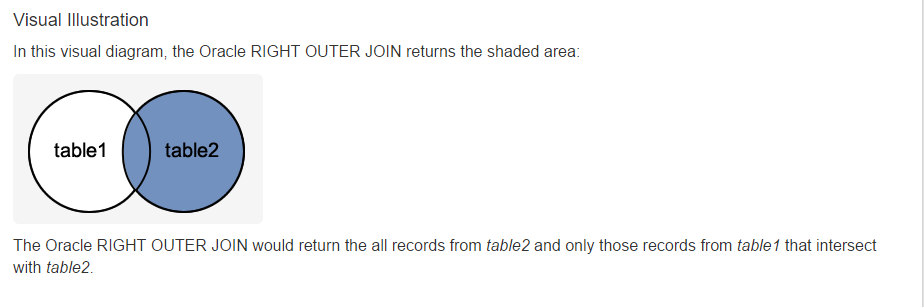 Visual Illustration
In this visual diagram, the Oracle RIGHT OUTER JOIN returns the shaded area:
table1 table2
The Oracle RIGHT OUTER JOIN would return the all records from table2 and only those records from table1 that intersect
with table2.